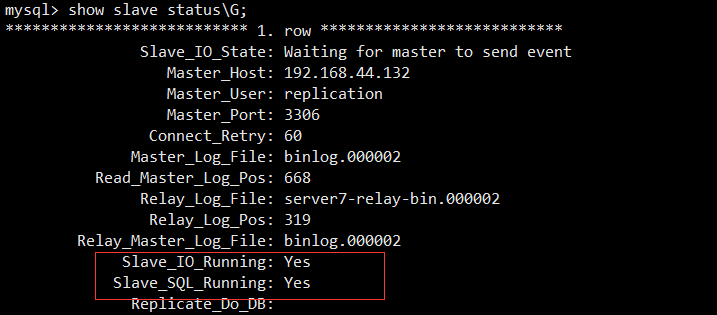 mysql> show slave status\G;
*************************** 1. row ***************************
Slave_IO_State: Waiting for master to send event
Master_Host: 192.168.44.132
Master_User: replication
Master_Port: 3306
Connect_Retry: 60
Master_Log_File: binlog.000002
Read_Master_Log_Pos: 668
Relay_Log_File: server7-relay-bin.000002
Relay_Log_Pos: 319
Relay_Master_Log_File: binlog.000002
Slave_IO_Running: Yes
Slave_SQL_Running: Yes
Replicate_Do_DB: